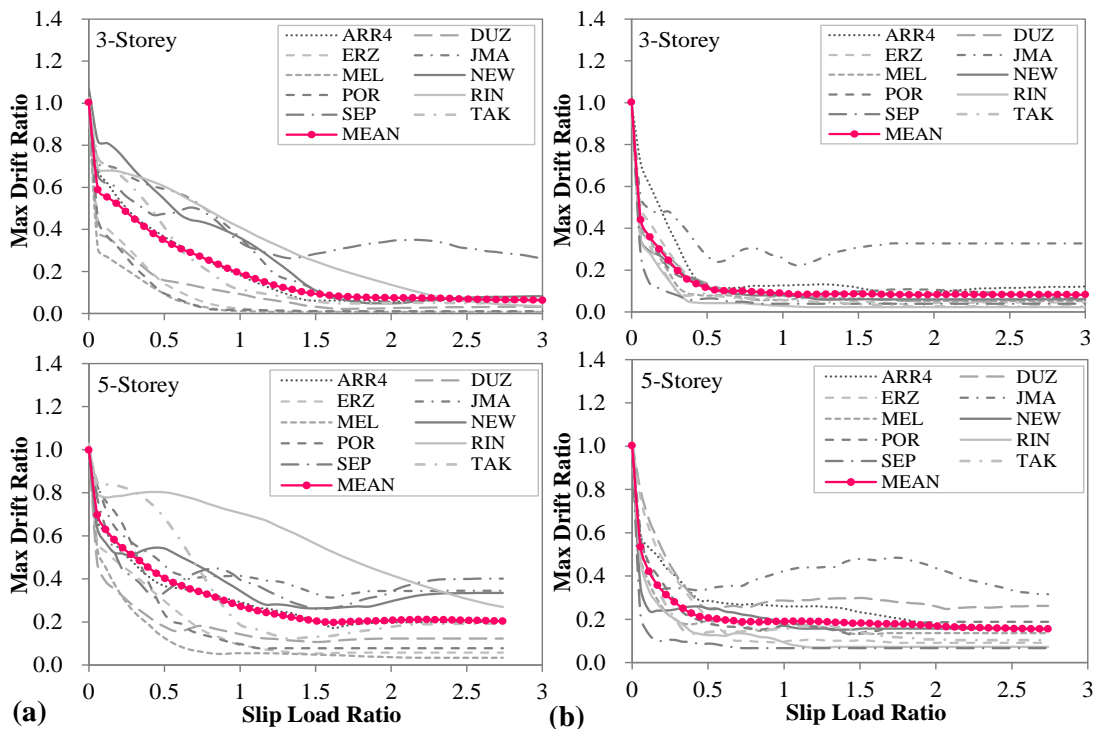 1.4
1.2
1.0
0.8
0.6
0.4
0.2
0.0
Max Drift Ratio
3-Storey
ARR4 DUZ
ERZ JMA
MEL NEW
POR RIN
SEP TAK
MEAN
0 0.5 1 1.5 2 2.5 3
1.4
1.2
1.0
0.8
0.6
0.4
0.2
0.0
Max Drift Ratio
3-Storey
ARR4 DUZ
ERZ JMA
MEL NEW
POR RIN
SEP TAK
MEAN
0 0.5 1 1.5 2 2.5 3
1.4
1.2
1.0
0.8
0.6
0.4
0.2
0.0
Max Drift Ratio
5-Storey
ARR4 DUZ
ERZ JMA
MEL NEW
POR RIN
SEP TAK
MEAN
0 0.5 1 1.5 2 2.5 3
(a) Slip Load Ratio
1.4
1.2
1.0
0.8
0.6
0.4
0.2
0.0
Max Drift Ratio
5-Storey
ARR4 DUZ
ERZ JMA
MEL NEW
POR RIN
SEP TAK
MEAN
0 0.5 1 1.5 2 2.5 3
(b) Slip Load Ratio